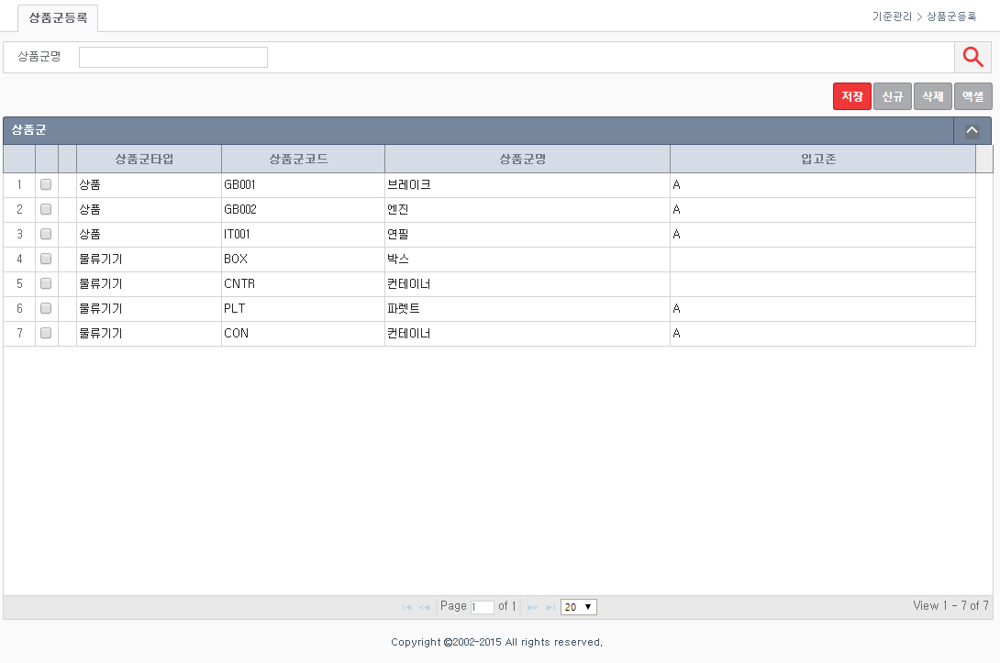 상품군등록
기준관리 > 상품군등록
상품군명
저장 신규 삭제 엑셀
상품군
상품군타입 상품군코드 상품군명 입고존
1 상품 GB001 브레이크 A
2 상품 GB002 엔진 A
3 상품 IT001 연필 A
4 물류기기 BOX 박스
5 물류기기 CNTR 컨테이너
6 물류기기 PLT 파렛트 A
7 물류기기 CON 컨테이너 A
Page 1 of 1 20 View 1 - 7 of 7
Copyright ©2002-2015 All rights reserved.